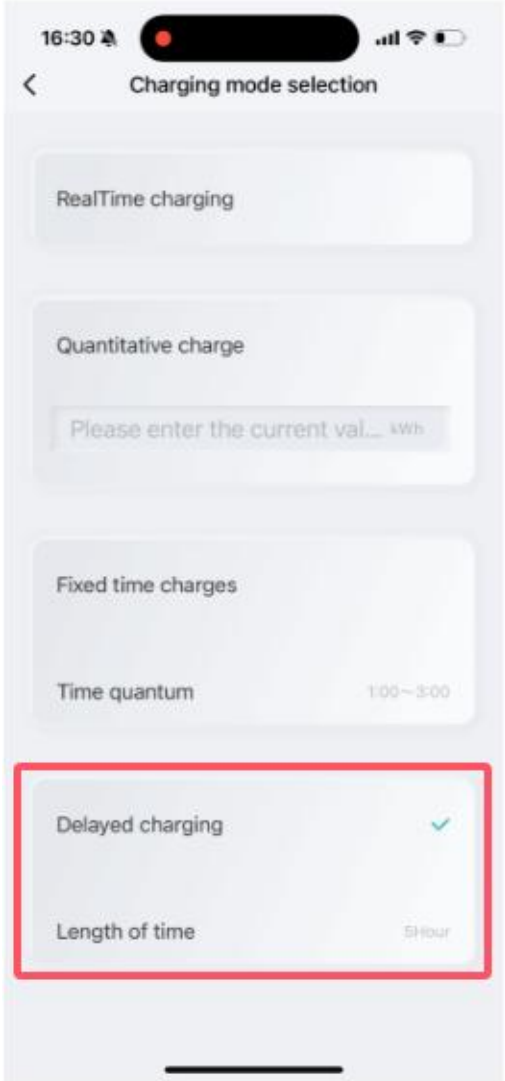 16:30
Charging mode selection
RealTime charging
Quantitative charge
Please enter the current val... kWh
Fixed time charges
Time quantum 1:00~3:00
Delayed charging
Length of time 5Hour